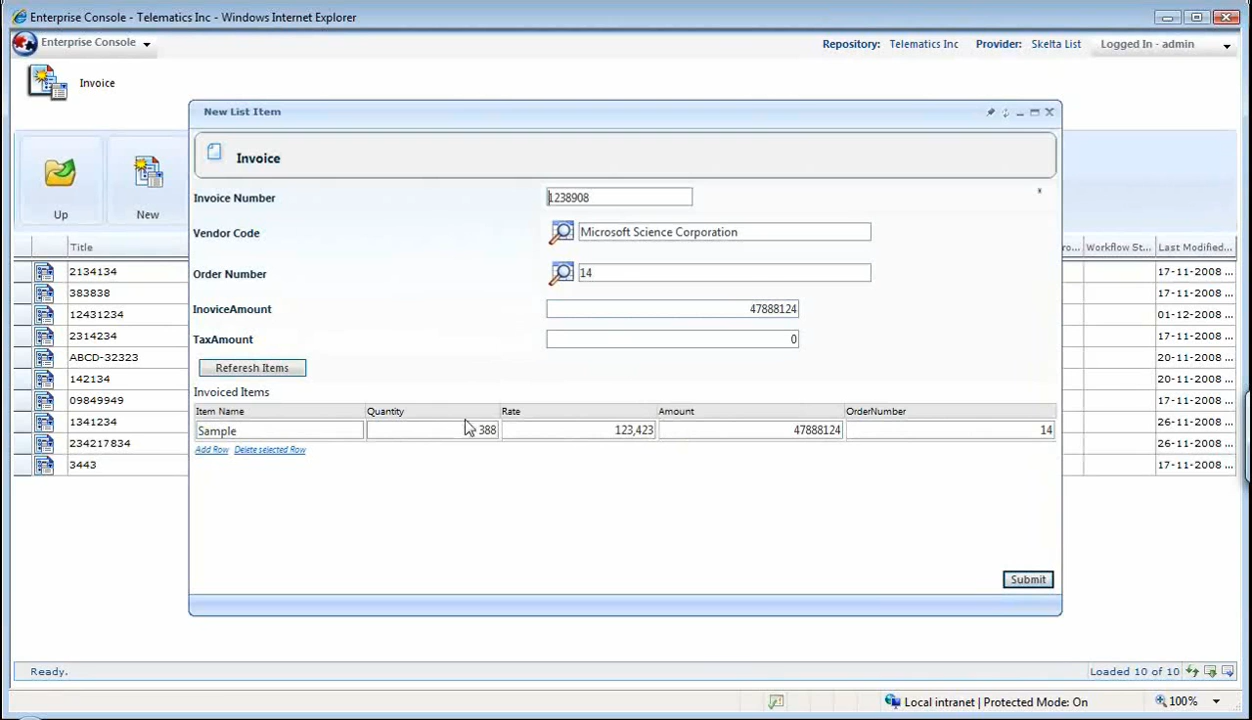 Enterprise Console - Telematics Inc - Windows Internet Explorer
Enterprise Console
Repository: Telematics Inc Provider: Skelta List Logged In - admin
Invoice
New List Item
Invoice
Up New
Invoice Number 1238908 *
Vendor Code Microsoft Science Corporation
Order Number 14
InoviceAmount 47888124
TaxAmount 0
Referesh Items
Invoiced Items
Item Name Quantity Rate Amount OrderNumber
Sample 388 123,423 47888124 14
Add Row Delete selected Row
Submit
Title ro... Workflow St... Last Modified...
2134134 17-11-2008 ...
383838 17-11-2008 ...
12431234 01-12-2008 ...
2314234 17-11-2008 ...
ABCD-32323 20-11-2008 ...
142134 20-11-2008 ...
09849949 17-11-2008 ...
1341234 26-11-2008 ...
234217834 26-11-2008 ...
3443 17-11-2008 ...
Ready. Loaded 10 of 10
Local intranet | Protected Mode: On 100%